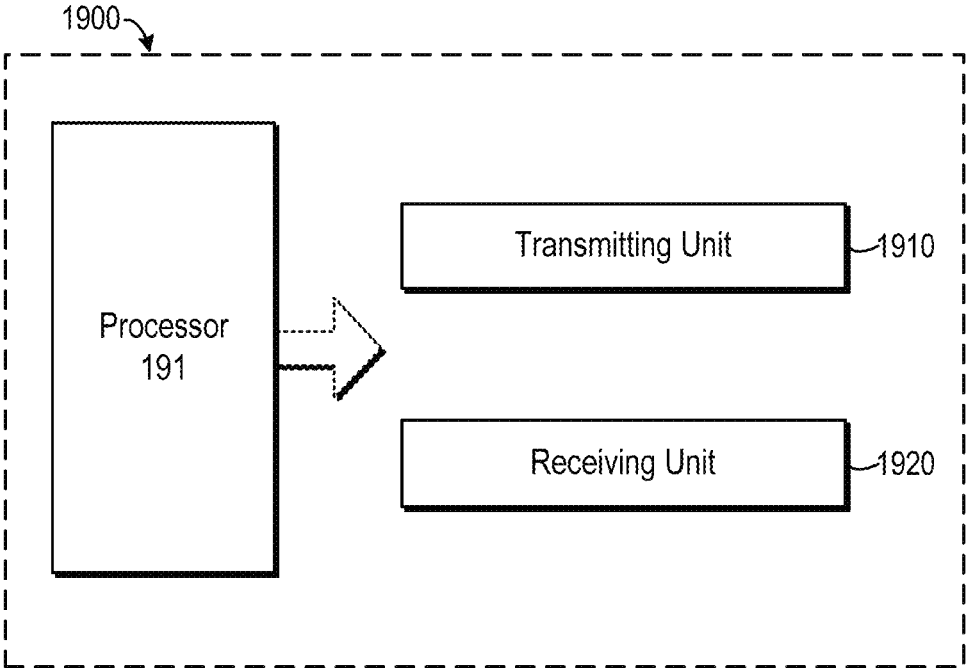 1900
Transmitting Unit
1910
Processor
191
Receiving Unit
1920